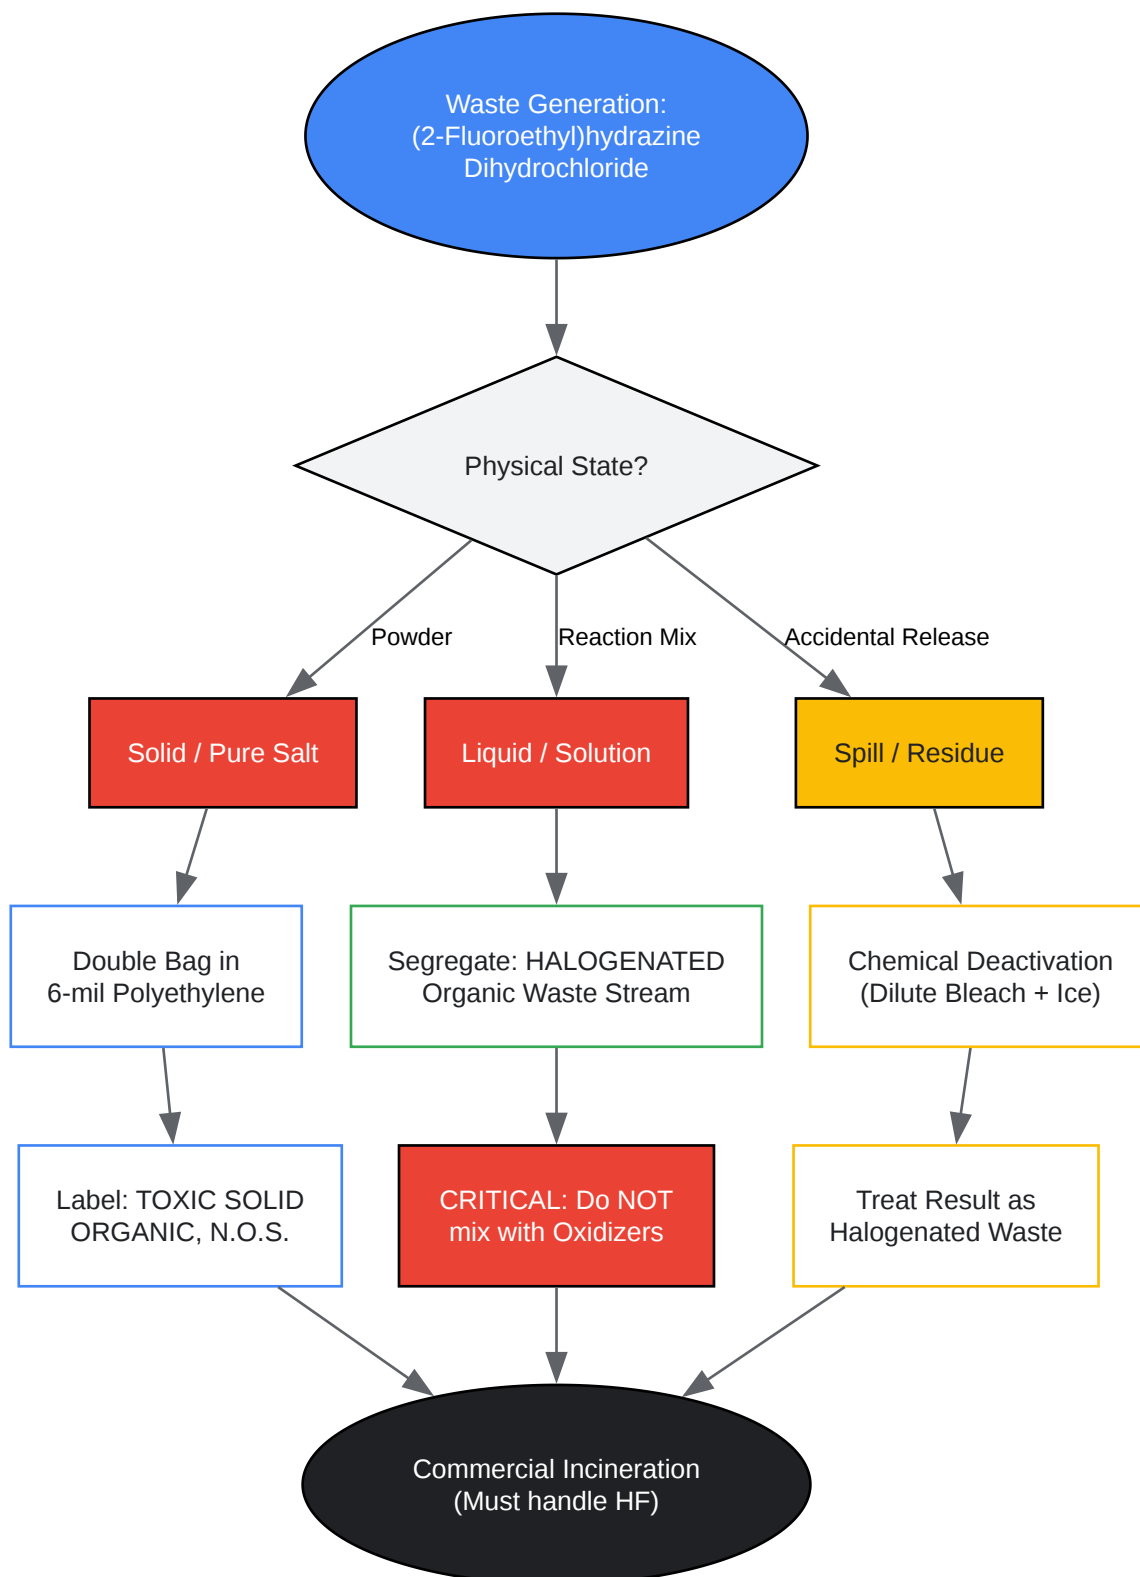 Waste Generation:
(2-Fluoroethyl)hydrazine
Dihydrochloride
Physical State?
Powder
Reaction Mix
Accidental Release
Solid / Pure Salt
Liquid / Solution
Spill / Residue
Double Bag in
6-mil Polyethylene
Segregate: HALOGENATED
Organic Waste Stream
Chemical Deactivation
(Dilute Bleach + Ice)
Label: TOXIC SOLID
ORGANIC, N.O.S.
CRITICAL: Do NOT
mix with Oxidizers
Treat Result as
Halogenated Waste
Commercial Incineration
(Must handle HF)